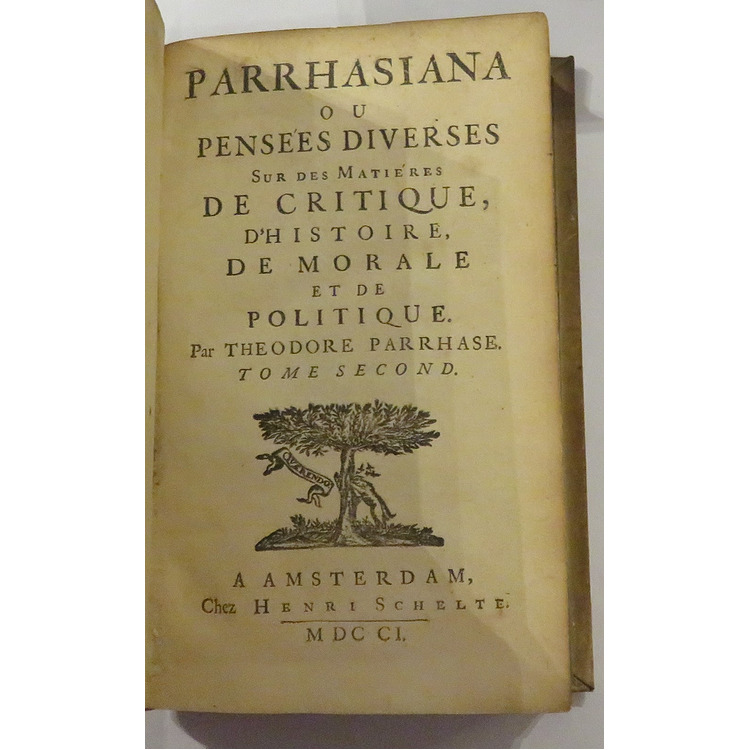 PARRHASIANA
OU
PENSÉES DIVERSES
SUR DES MATIÉRES
DE CRITIQUE,
D'HISTOIRE,
DE MORALE
ET DE
POLITIQUE.
Par THEODORE PARRHASE.
TOME SECOND.
QUÆRENDO
A AMSTERDAM,
Chez HENRI SCHELTE.
MDCCI.